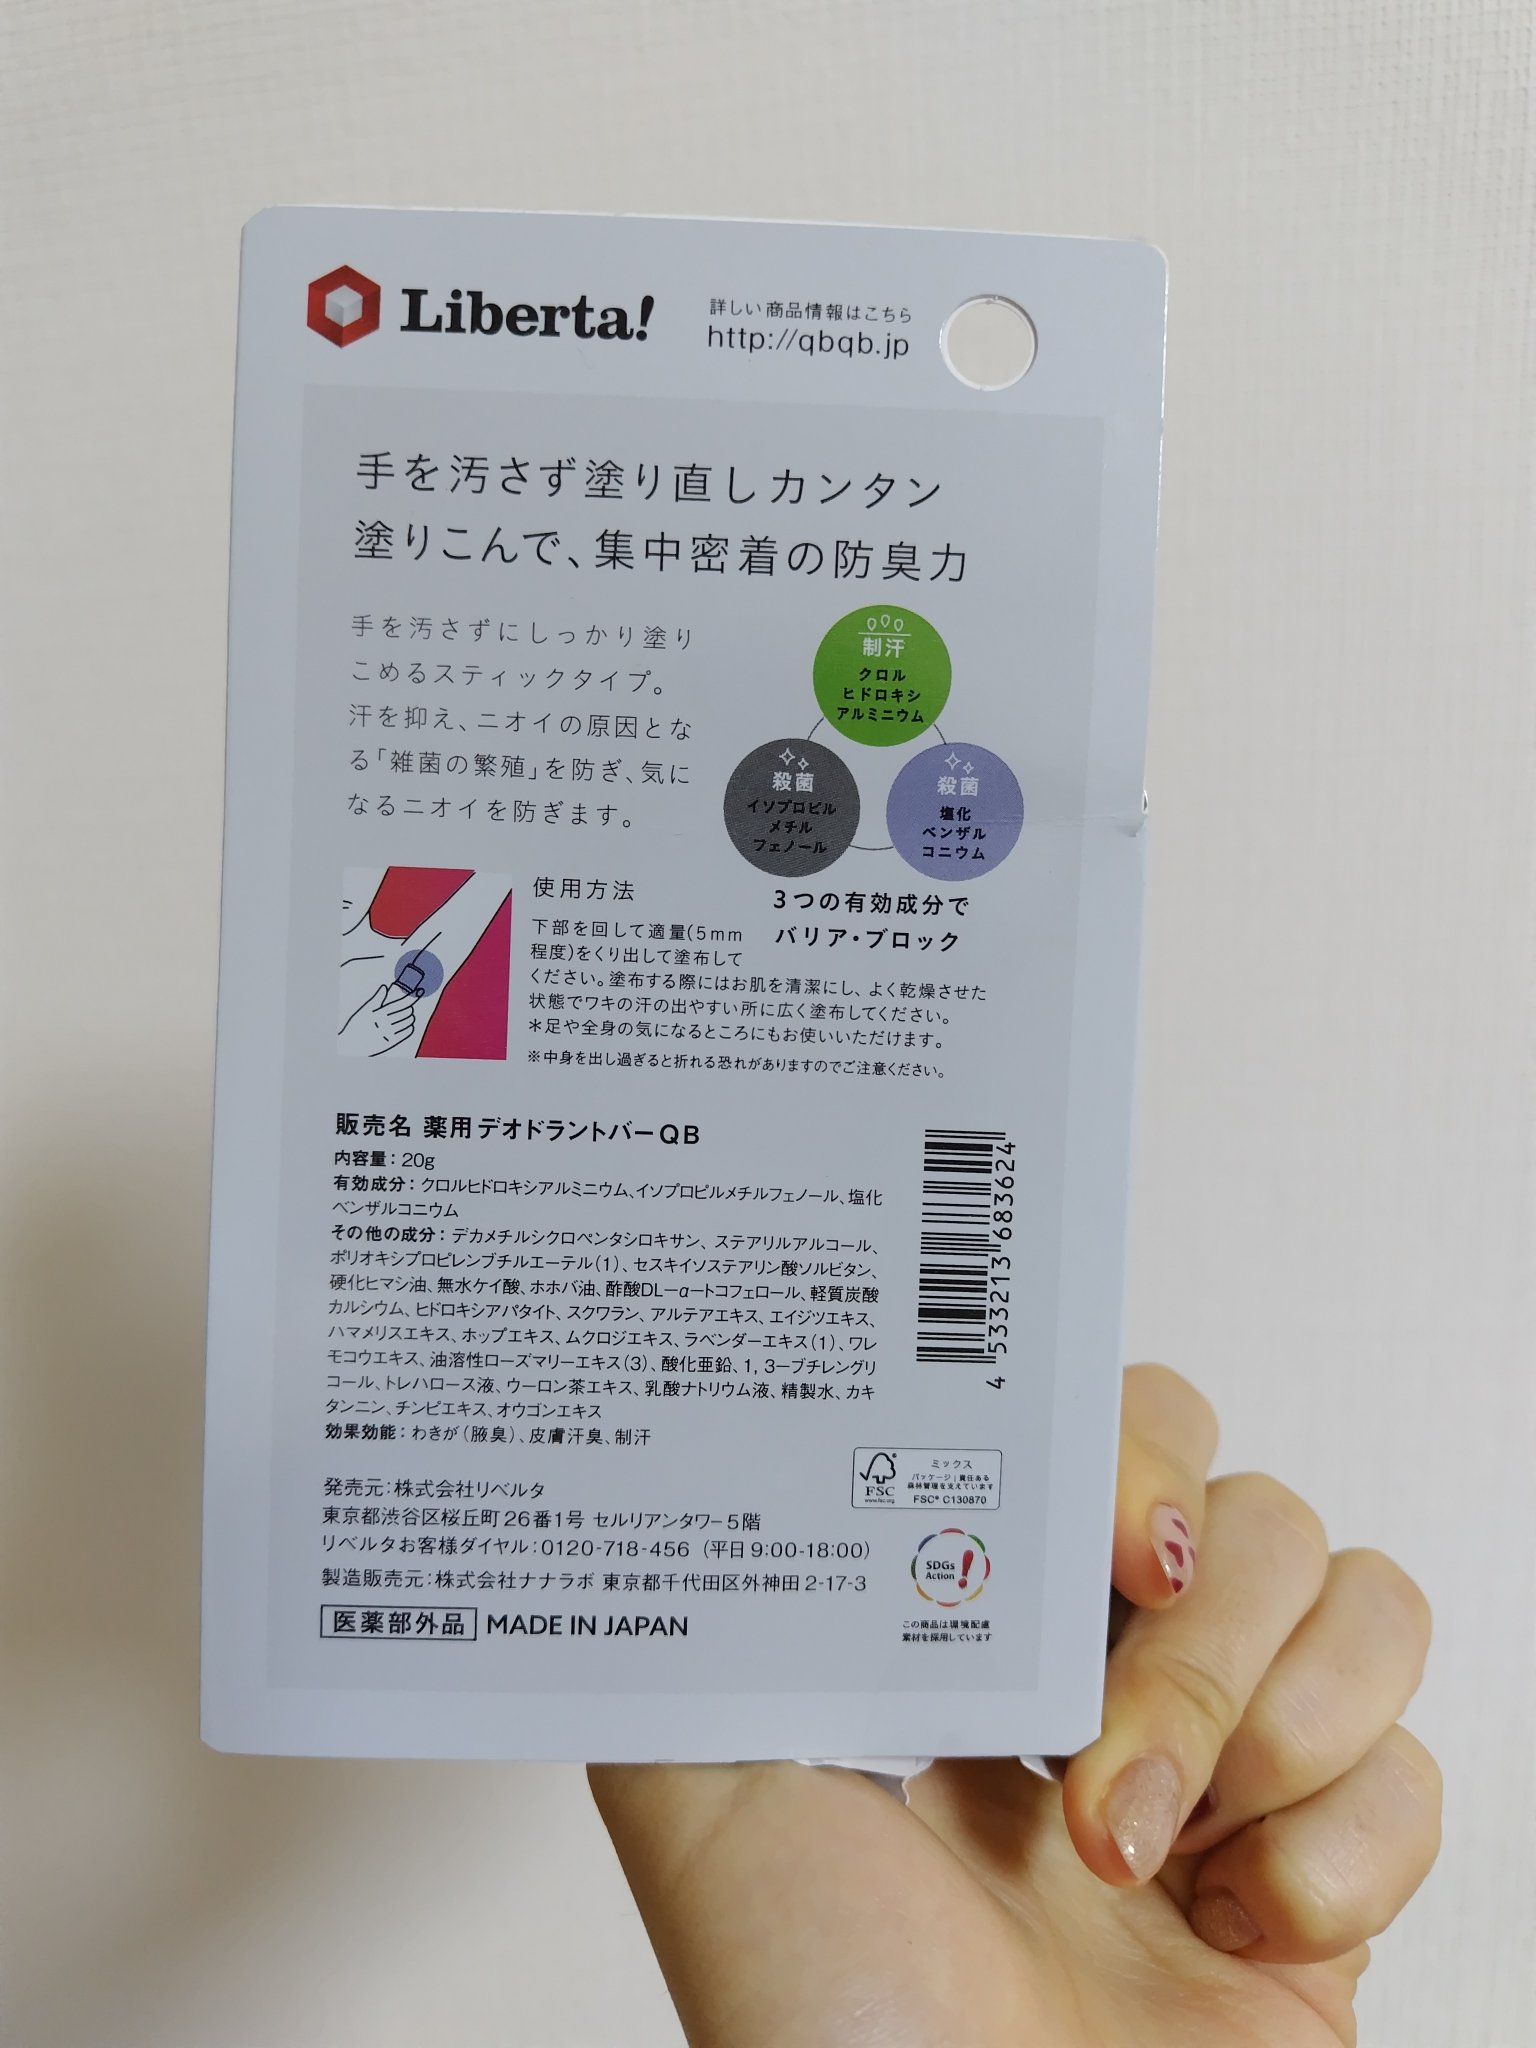 Liberta!
詳しい商品情報はこちら
http://qbqb.jp
手を汚さず塗り直しカンタン
塗りこんで、集中密着の防臭力
手を汚さずにしっかり塗り
こめるスティックタイプ。
汗を抑え、ニオイの原因とな
る「雑菌の繁殖」を防ぎ、気に
なるニオイを防ぎます。
制汗
クロル
ヒドロキシ
アルミニウム
殺菌
イソプロピル
メチル
フェノール
殺菌
塩化
ベンザル
コニウム
3つの有効成分で
バリア・ブロック
使用方法
下部を回して適量(5mm
程度)をくり出して塗布して
ください。塗布する際にはお肌を清潔にし、よく乾燥させた
状態でワキの汗の出やすい所に広く塗布してください。
＊足や全身の気になるところにもお使いいただけます。
※中身を出し過ぎると折れる恐れがありますのでご注意ください。
販売名 薬用デオドラントバーQB
内容量：20g
有効成分：クロルヒドロキシアルミニウム、イソプロピルメチルフェノール、塩化
ベンザルコニウム
その他の成分：デカメチルシクロペンタシロキサン、ステアリルアルコール、
ポリオキシプロピレンブチルエーテル(1)、セスキイソステアリン酸ソルビタン、
硬化ヒマシ油、無水ケイ酸、ホホバ油、酢酸DL－α－トコフェロール、軽質炭酸
カルシウム、ヒドロキシアパタイト、スクワラン、アルテアエキス、エイジツエキス、
ハマメリスエキス、ホップエキス、ムクロジエキス、ラベンダーエキス(1)、ワレ
モコウエキス、油溶性ローズマリーエキス(3)、酸化亜鉛、1,3－ブチレングリ
コール、トレハロース液、ウーロン茶エキス、乳酸ナトリウム液、精製水、カキ
タンニン、チンピエキス、オウゴンエキス
効果効能：わきが(腋臭)、皮膚汗臭、制汗
4 533213 683624
発売元：株式会社リベルタ
東京都渋谷区桜丘町26番1号 セルリアンタワー5階
リベルタお客様ダイヤル：0120-718-456 (平日9:00-18:00)
製造販売元：株式会社ナナラボ 東京都千代田区外神田2-17-3
医薬部外品 MADE IN JAPAN
FSC
www.fsc.org
ミックス
パッケージ｜責任ある
森林管理を支えています
FSC® C130870
SDGs
Action!
この商品は環境配慮
素材を採用しています